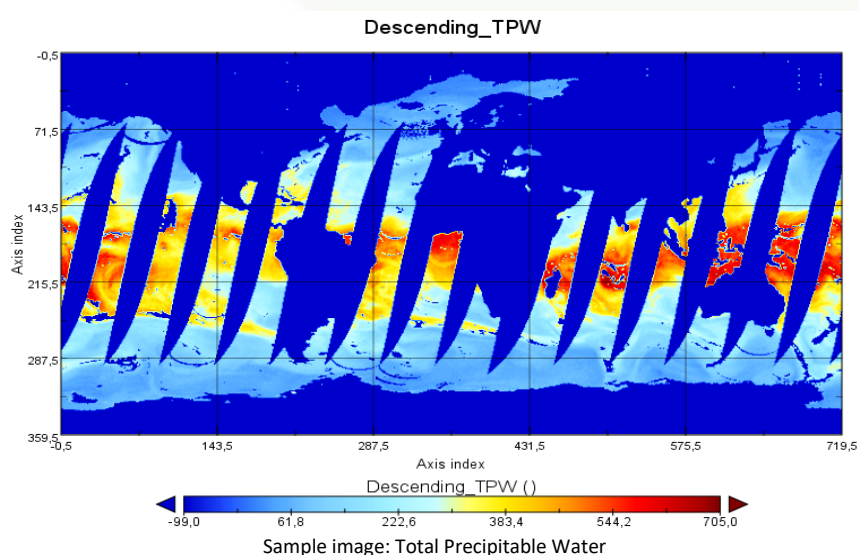 Descending_TPW
-0,5
71,5
143,5
215,5
287,5
359,5
Axis index
-0,5 143,5 287,5 431,5 575,5 719,5
Axis index
Descending_TPW ()
-99,0 61,8 222,6 383,4 544,2 705,0
Sample image: Total Precipitable Water